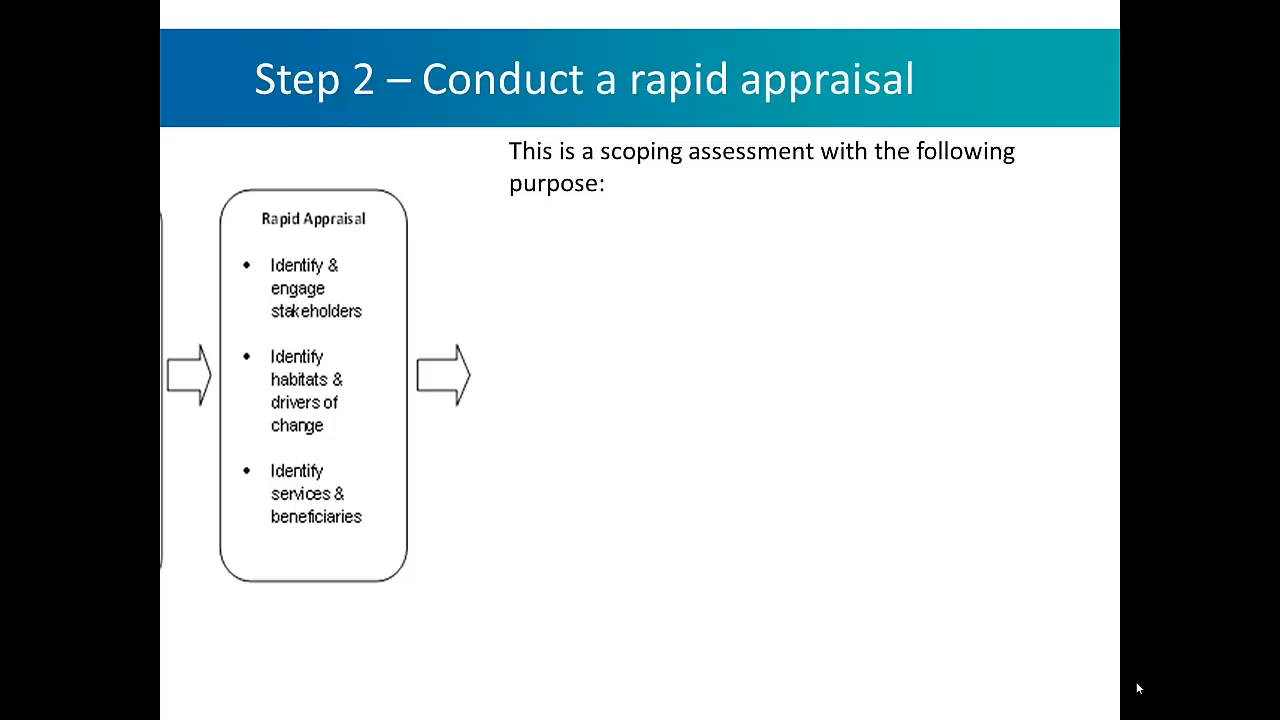 Step 2 – Conduct a rapid appraisal
This is a scoping assessment with the following
purpose:
Rapid Appraisal
• Identify &
engage
stakeholders
• Identify
habitats &
drivers of
change
• Identify
services &
beneficiaries